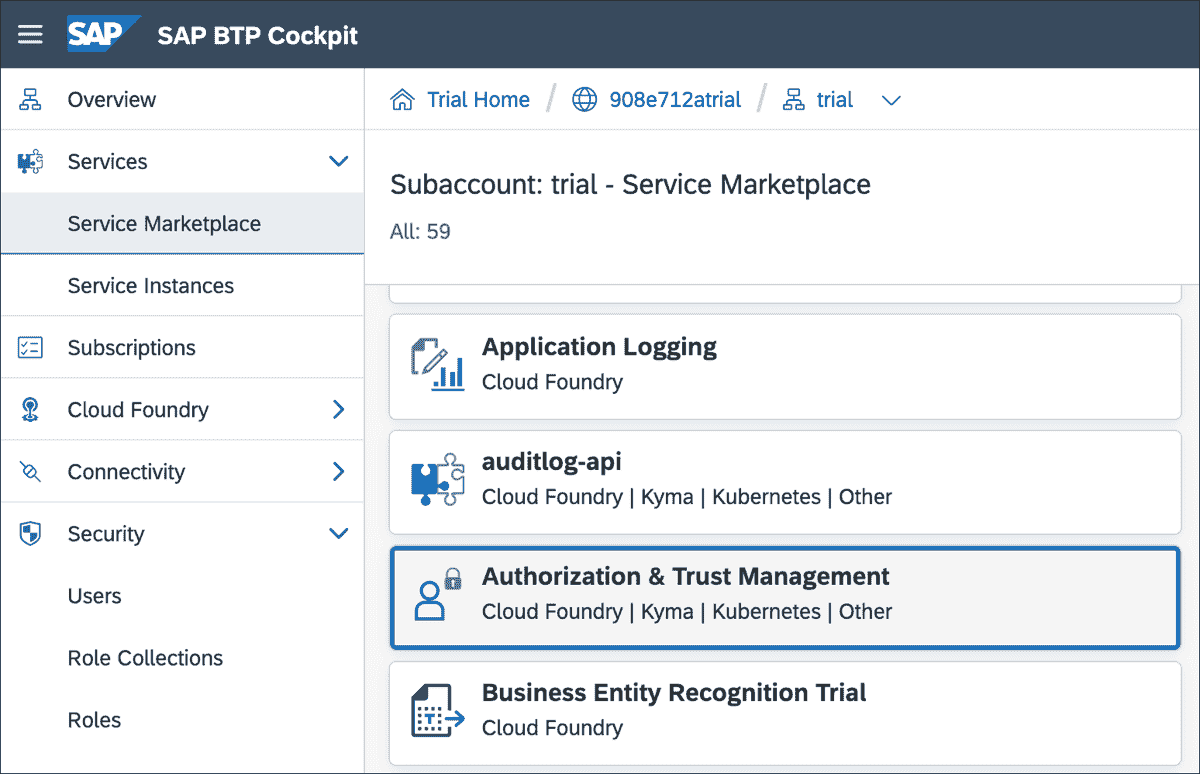 SAP SAP BTP Cockpit
Overview
Services
Service Marketplace
Service Instances
Subscriptions
Cloud Foundry
Connectivity
Security
Users
Role Collections
Roles
Trial Home / 908e712atrial / trial
Subaccount: trial - Service Marketplace
All: 59
Application Logging
Cloud Foundry
auditlog-api
Cloud Foundry | Kyma | Kubernetes | Other
Authorization & Trust Management
Cloud Foundry | Kyma | Kubernetes | Other
Business Entity Recognition Trial
Cloud Foundry